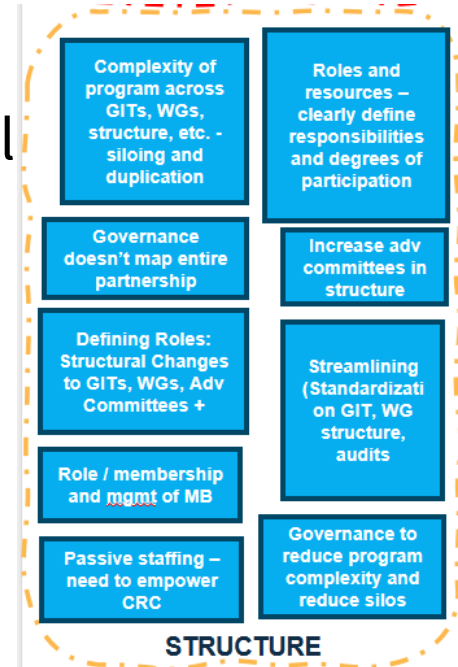 Complexity of
program across
GITs, WGs,
structure, etc. -
siloing and
duplication
Roles and
resources –
clearly define
responsibilities
and degrees of
participation
Governance
doesn't map entire
partnership
Increase adv
committees in
structure
Defining Roles:
Structural Changes
to GITs, WGs, Adv
Committees +
Streamlining
(Standardizati
on GIT, WG
structure,
audits
Role / membership
and mgmt of MB
Passive staffing –
need to empower
CRC
Governance to
reduce program
complexity and
reduce silos
STRUCTURE